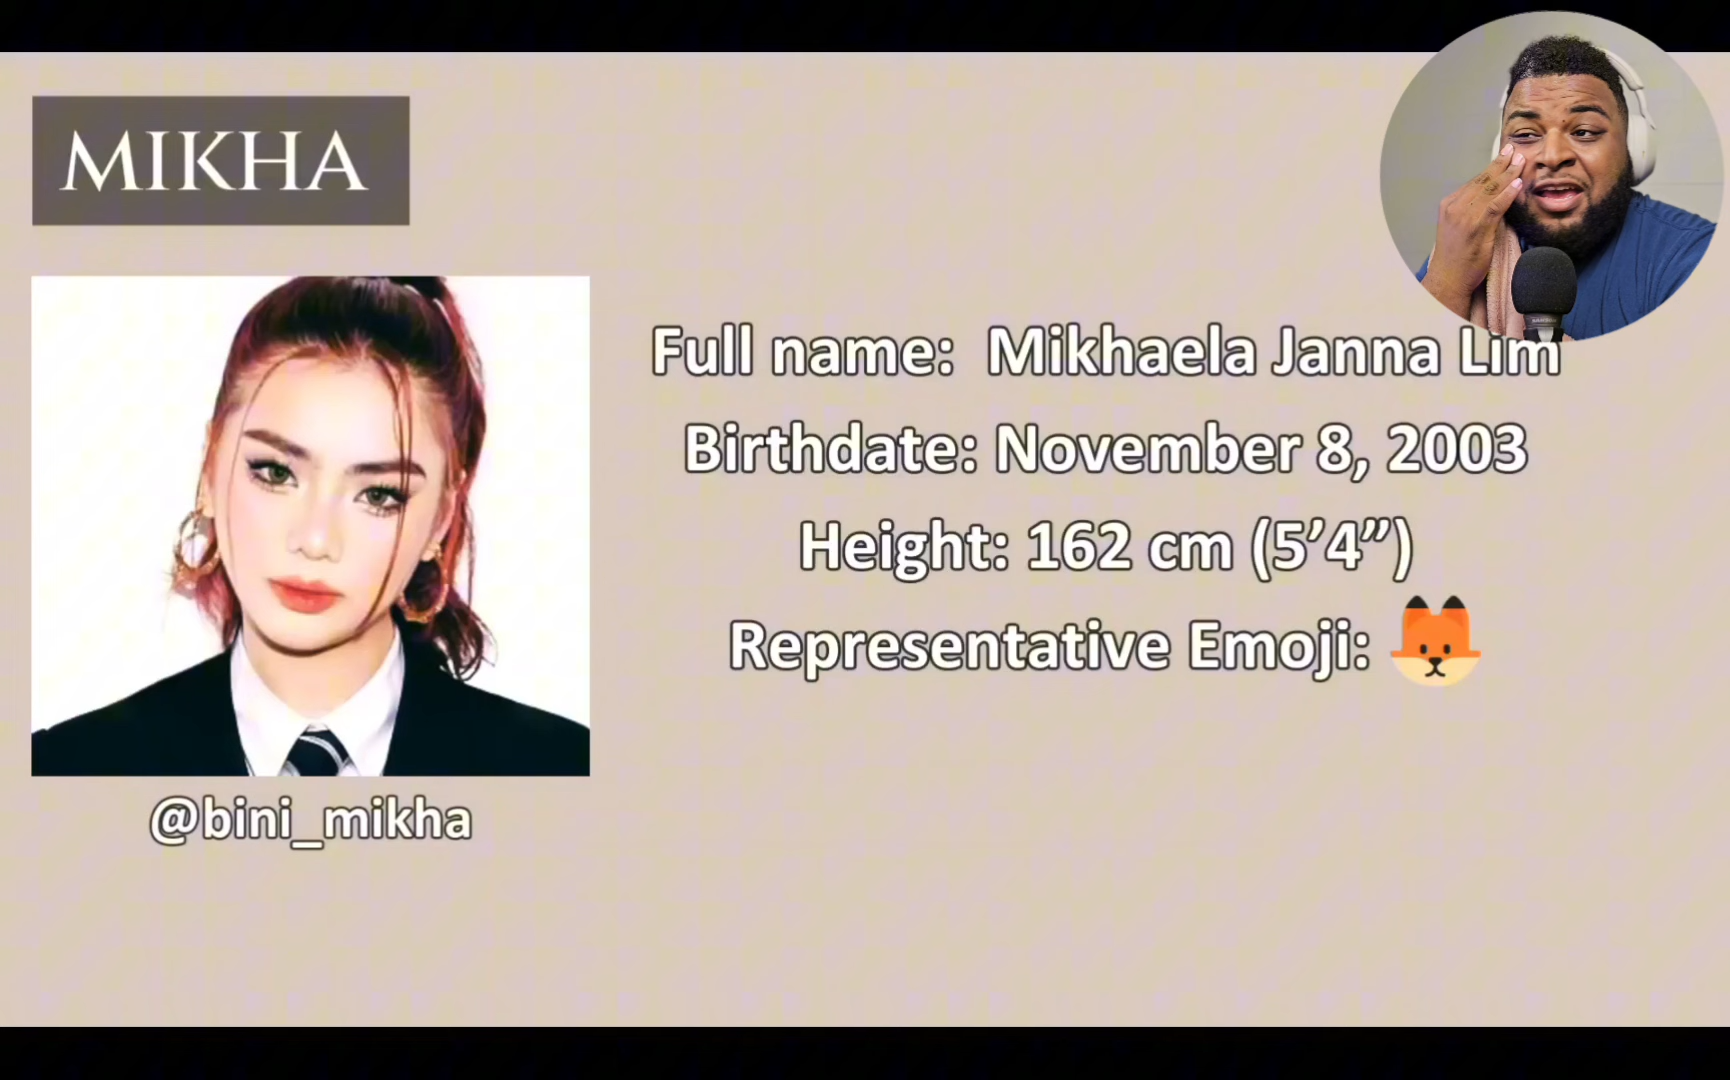 MIKHA
Full name: Mikhaela Janna Lim
Birthdate: November 8, 2003
Height: 162 cm (5’4”)
Representative Emoji:
@bini_mikha